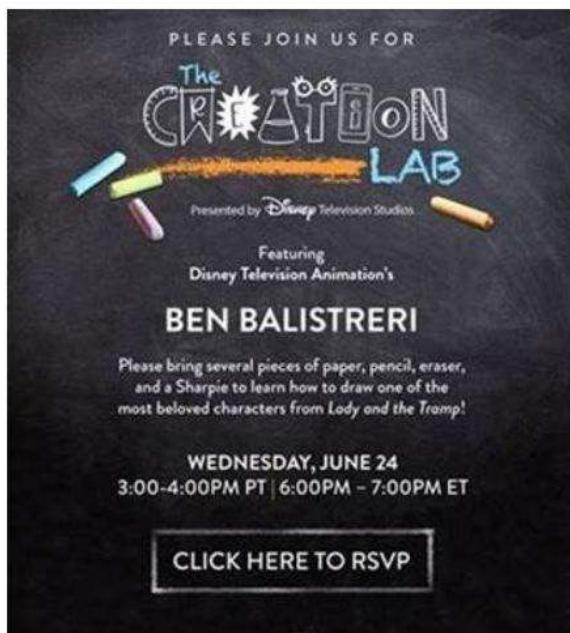 PLEASE JOIN US FOR
The
CREATION
LAB
Presented by Disney Television Studios
Featuring
Disney Television Animation's
BEN BALISTRERI
Please bring several pieces of paper, pencil, eraser,
and a Sharpie to learn how to draw one of the
most beloved characters from Lady and the Tramp!
WEDNESDAY, JUNE 24
3:00-4:00PM PT | 6:00PM – 7:00PM ET
CLICK HERE TO RSVP